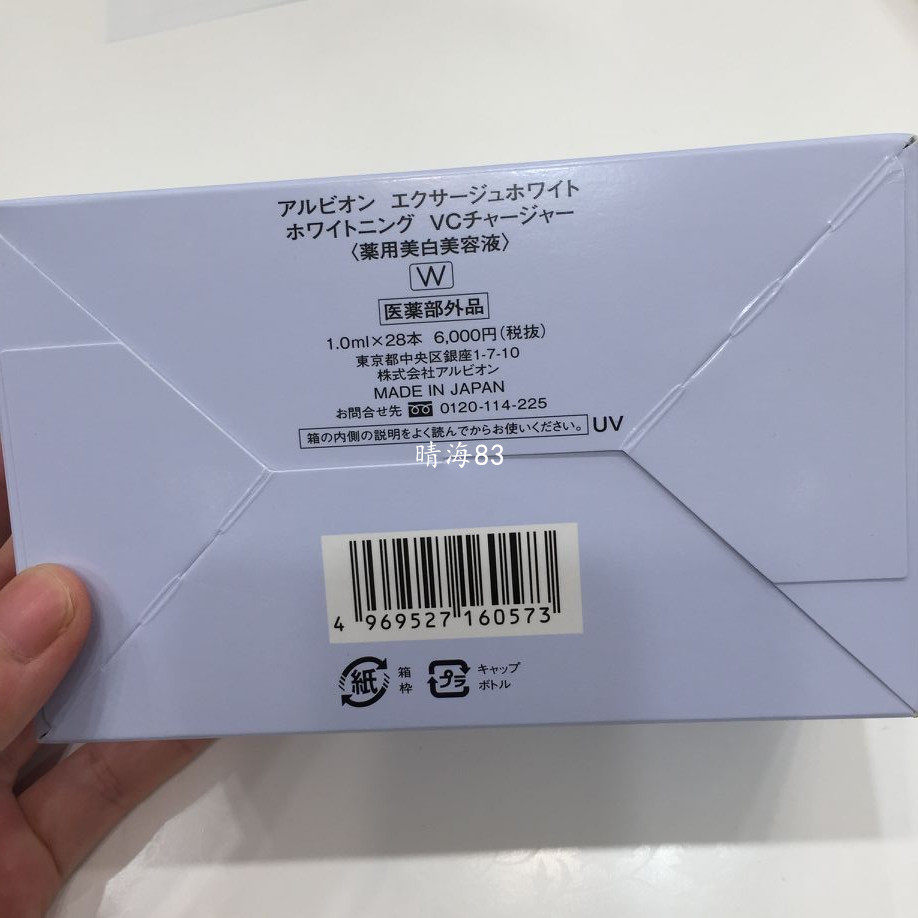 アルビオン エクサージュホワイト
ホワイトニング VCチャージャー
〈薬用美白美容液〉
W
医薬部外品
1.0ml×28本 6,000円(税抜)
東京都中央区銀座1-7-10
株式会社アルビオン
MADE IN JAPAN
お問合せ先 0120-114-225
箱の内側の説明をよく読んでからお使いください。 UV
晴海83
4 969527 160573
紙 箱 プラ キャップ
枠 ボトル